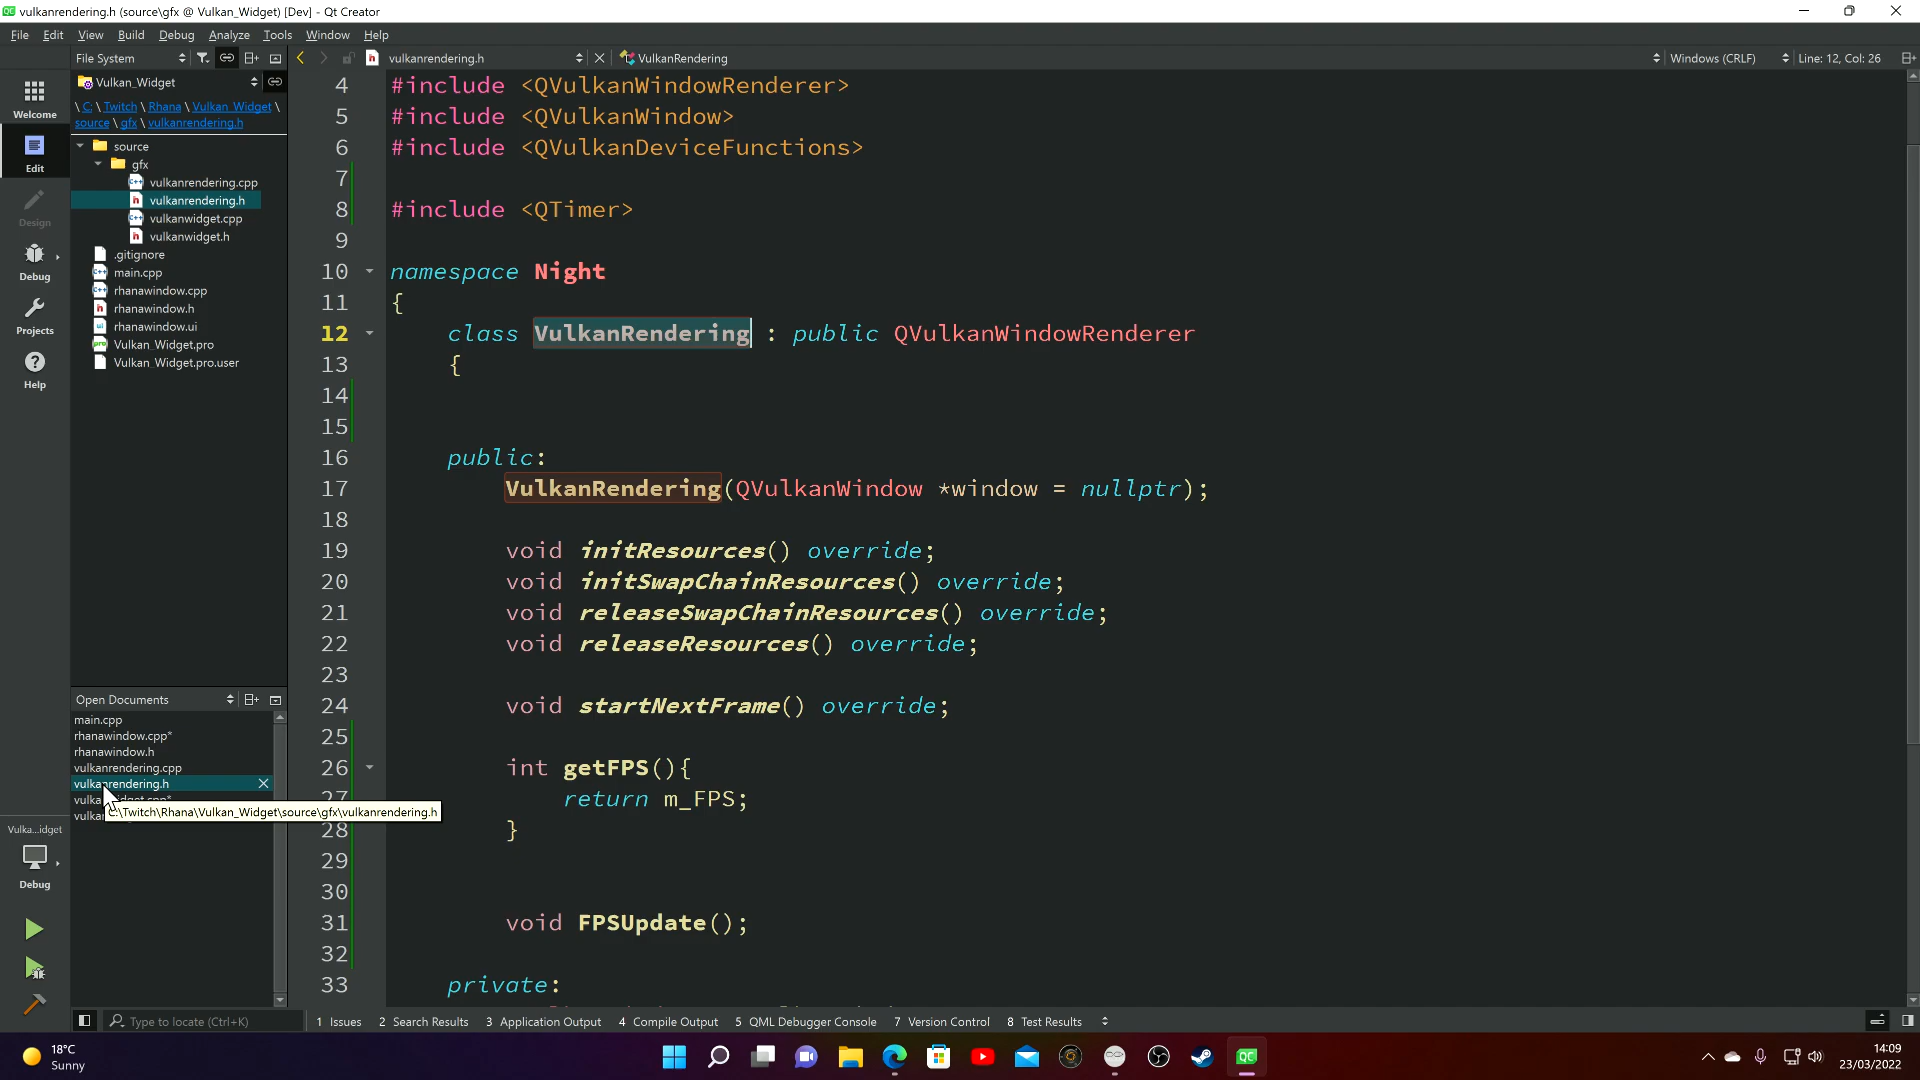 QC vulkanrendering.h (source\gfx @ Vulkan_Widget) [Dev] - Qt Creator
File Edit View Build Debug Analyze Tools Window Help
File System
vulkanrendering.h
VulkanRendering
Windows (CRLF)
Line: 12, Col: 26
Vulkan_Widget
\ C: \ Twitch \ Rhana \ Vulkan_Widget \
source \ gfx \ vulkanrendering.h
source
gfx
vulkanrendering.cpp
vulkanrendering.h
vulkanwidget.cpp
vulkanwidget.h
.gitignore
main.cpp
rhanawindow.cpp
rhanawindow.h
rhanawindow.ui
Vulkan_Widget.pro
Vulkan_Widget.pro.user
Welcome
Edit
Design
Debug
Projects
Help
4 #include <QVulkanWindowRenderer>
5 #include <QVulkanWindow>
6 #include <QVulkanDeviceFunctions>
7
8 #include <QTimer>
9
10 namespace Night
11 {
12 class VulkanRendering : public QVulkanWindowRenderer
13 {
14
15
16 public:
17 VulkanRendering(QVulkanWindow *window = nullptr);
18
19 void initResources() override;
20 void initSwapChainResources() override;
21 void releaseSwapChainResources() override;
22 void releaseResources() override;
23
24 void startNextFrame() override;
25
26 int getFPS(){
27 return m_FPS;
28 }
29
30
31 void FPSUpdate();
32
33 private:
Open Documents
main.cpp
rhanawindow.cpp*
rhanawindow.h
vulkanrendering.cpp
vulkanrendering.h
C:\Twitch\Rhana\Vulkan_Widget\source\gfx\vulkanrendering.h
Vulka...idget
Debug
Type to locate (Ctrl+K)
1 Issues 2 Search Results 3 Application Output 4 Compile Output 5 QML Debugger Console 7 Version Control 8 Test Results
18°C
Sunny
QC
14:09
23/03/2022